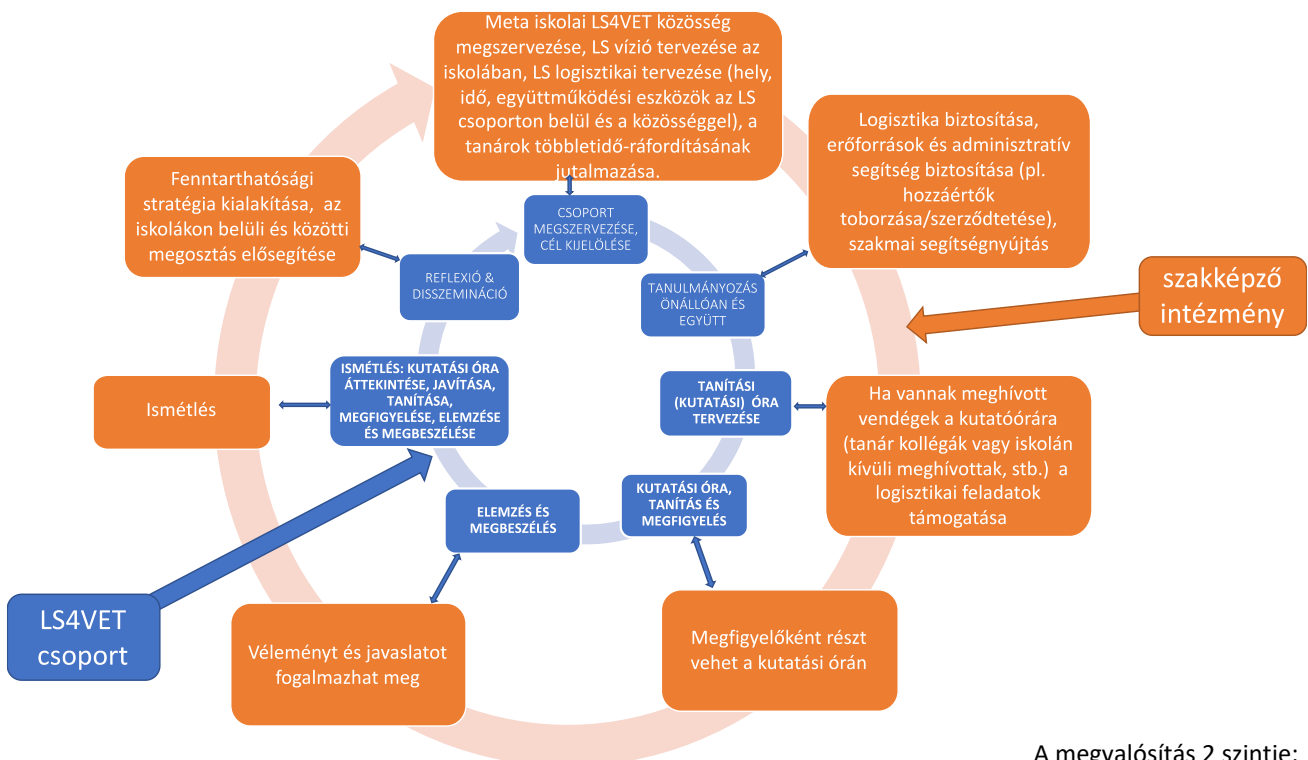 Meta iskolai LS4VET közösség
megszervezése, LS vízió tervezése az
iskolában, LS logisztikai tervezése (hely,
idő, együttműködési eszközök az LS
csoporton belül és a közösséggel), a
tanárok többletidő-ráfordításának
jutalmazása.
Logisztika biztosítása,
erőforrások és adminisztratív
segítség biztosítása (pl.
hozzáértők
toborzása/szerződtetése),
szakmai segítségnyújtás
Fenntarthatósági
stratégia kialakítása, az
iskolákon belüli és közötti
megosztás elősegítése
CSOPORT
MEGSZERVEZÉSE,
CÉL KIJELÖLÉSE
REFLEXIÓ &
DISSZEMINÁCIÓ
TANULMÁNYOZÁS
ÖNÁLLÓAN ÉS
EGYÜTT
szakképző
intézmény
Ismétlés
ISMÉTLÉS: KUTATÁSI ÓRA
ÁTTEKINTÉSE, JAVÍTÁSA,
TANÍTÁSA,
MEGFIGYELÉSE, ELEMZÉSE
ÉS MEGBESZÉLÉSE
TANÍTÁSI
(KUTATÁSI) ÓRA
TERVEZÉSE
Ha vannak meghívott
vendégek a kutatóórára
(tanár kollégák vagy iskolán
kívüli meghívottak, stb.) a
logisztikai feladatok
támogatása
ELEMZÉS ÉS
MEGBESZÉLÉS
KUTATÁSI ÓRA,
TANÍTÁS ÉS
MEGFIGYELÉS
LS4VET
csoport
Véleményt és javaslatot
fogalmazhat meg
Megfigyelőként részt
vehet a kutatási órán
A megvalósítás 2 szintje: